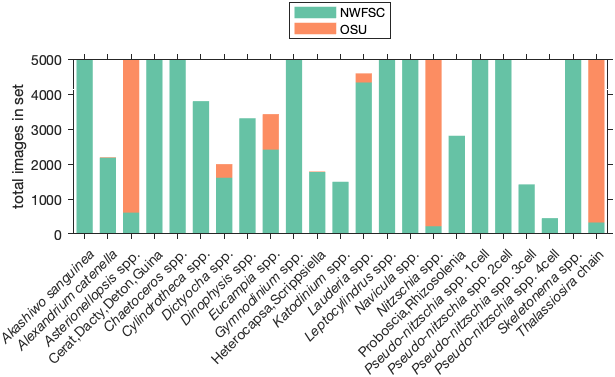 NWFSC
OSU
total images in set
5000
4000
3000
2000
1000
0
Akashiwo sanguinea
Alexandrium catenella
Asterionellopsis spp.
Cerat,Dacty,Deton,Guina
Chaetoceros spp.
Cylindrotheca spp.
Dictyocha spp.
Dinophysis spp.
Eucampia spp.
Gymnodinium spp.
Heterocapsa,Scrippsiella
Katodinium spp.
Lauderia spp.
Leptocylindrus spp.
Navicula spp.
Nitzschia spp.
Proboscia,Rhizosolenia
Pseudo-nitzschia spp. 1cell
Pseudo-nitzschia spp. 2cell
Pseudo-nitzschia spp. 3cell
Pseudo-nitzschia spp. 4cell
Skeletonema spp.
Thalassiosira chain